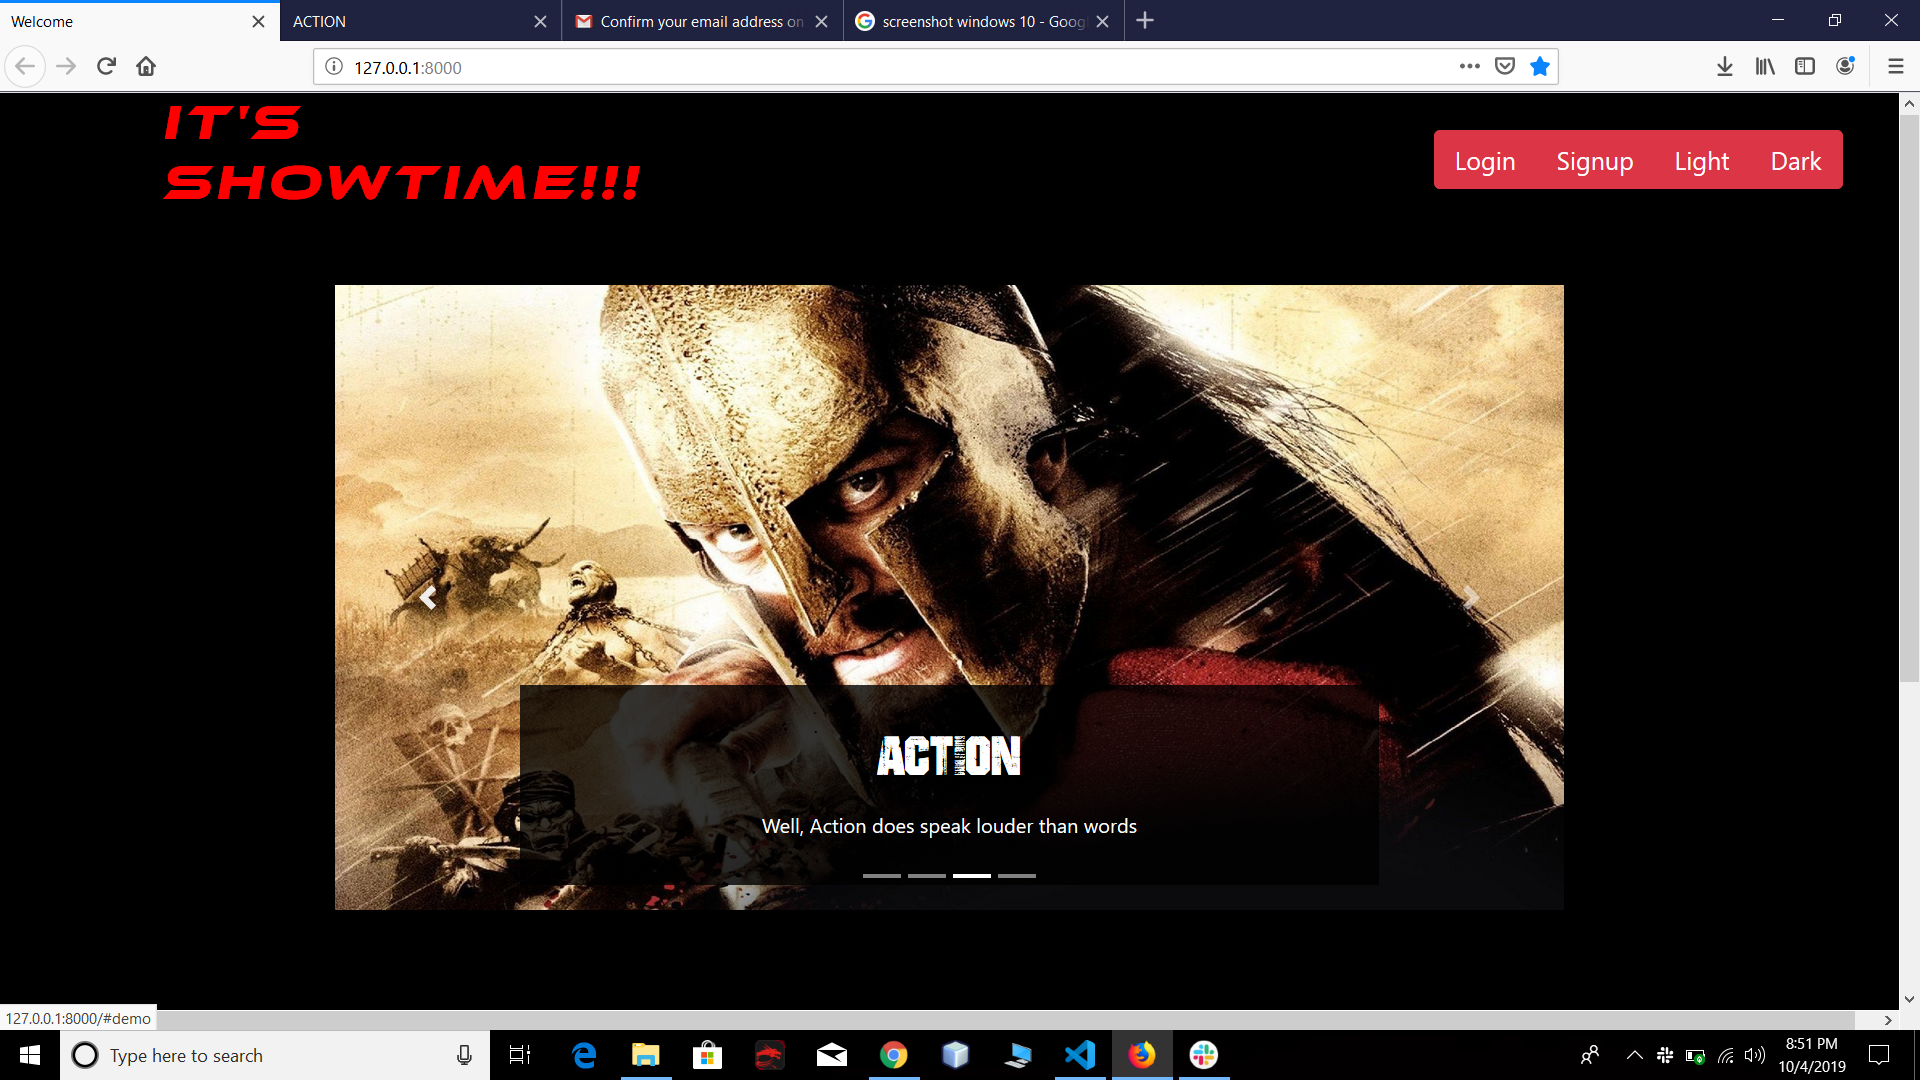 Welcome
ACTION
Confirm your email address on
screenshot windows 10 - Goog
127.0.0.1:8000
IT'S
SHOWTIME!!!
Login Signup Light Dark
ACTION
Well, Action does speak louder than words
127.0.0.1:8000/#demo
Type here to search
8:51 PM
10/4/2019